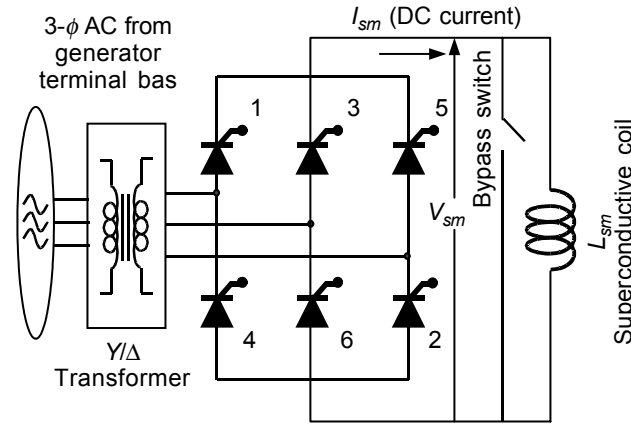 3-ϕ AC from
generator
terminal bas
I_sm (DC current)
1
3
5
Bypass switch
V_sm
L_sm
Superconductive coil
4
6
2
Y/Δ
Transformer